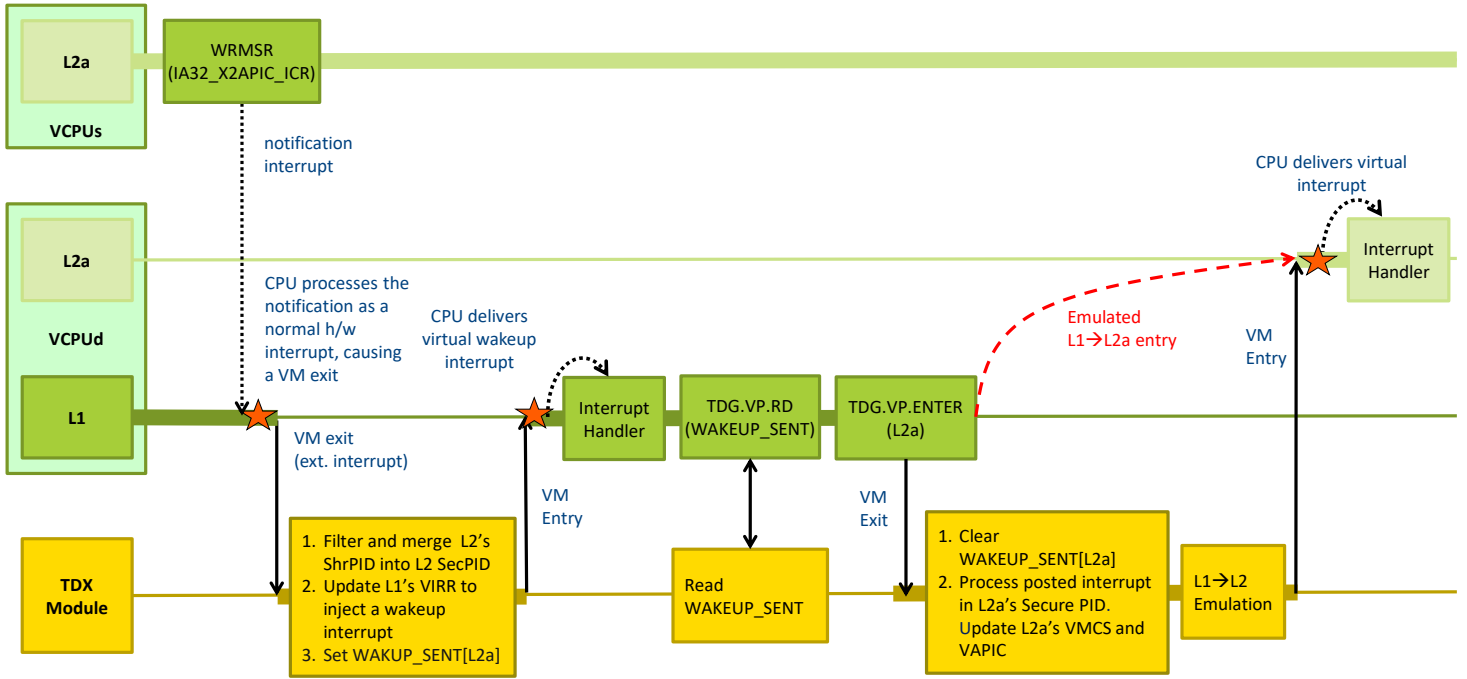 L2a
VCPUs
WRMSR
(IA32_X2APIC_ICR)
notification
interrupt
CPU delivers virtual
interrupt
L2a
VCPUd
L1
Interrupt
Handler
CPU processes the
notification as a
normal h/w
interrupt, causing
a VM exit
CPU delivers
virtual wakeup
interrupt
Emulated
L1→L2a entry
VM
Entry
Interrupt
Handler
TDG.VP.RD
(WAKEUP_SENT)
TDG.VP.ENTER
(L2a)
VM exit
(ext. interrupt)
VM
Entry
VM
Exit
TDX
Module
1. Filter and merge L2's
ShrPID into L2 SecPID
2. Update L1's VIRR to
inject a wakeup
interrupt
3. Set WAKUP_SENT[L2a]
Read
WAKEUP_SENT
1. Clear
WAKEUP_SENT[L2a]
2. Process posted interrupt
in L2a's Secure PID.
Update L2a's VMCS and
VAPIC
L1→L2
Emulation